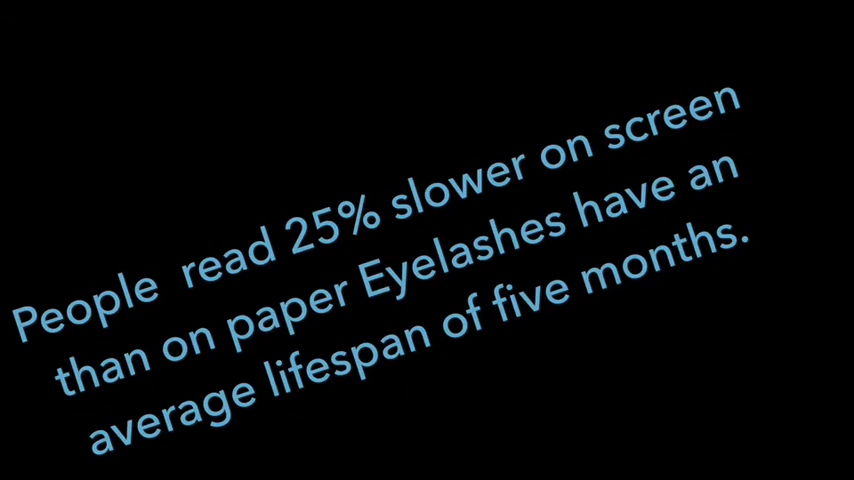 People  read 25% slower on screen
than on paper Eyelashes have an
average lifespan of five months.